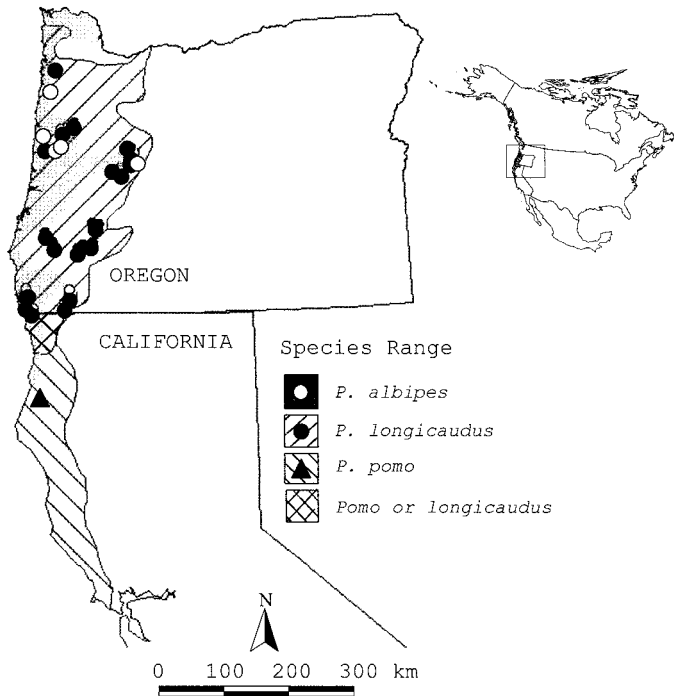 OREGON
CALIFORNIA
Species Range
P. albipes
P. longicaudus
P. pomo
Pomo or longicaudus
N
0 100 200 300 km